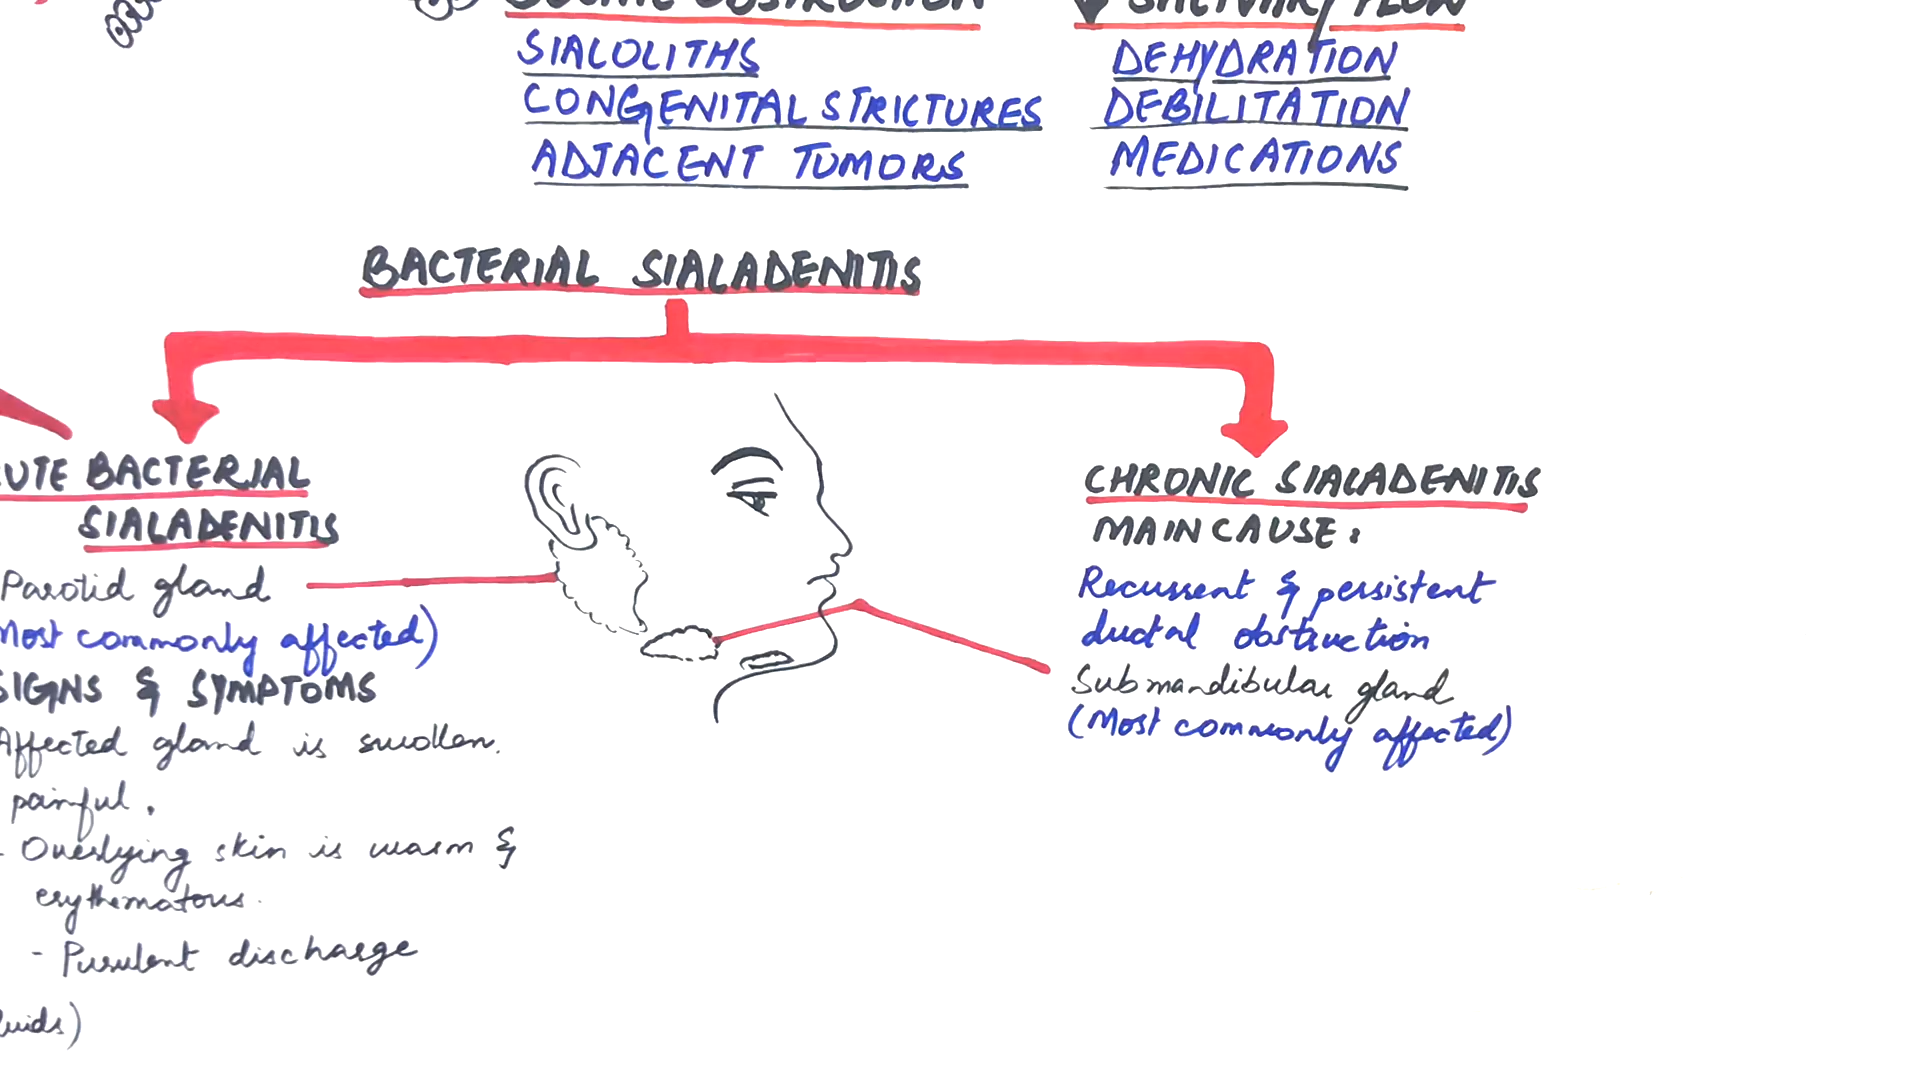 SIALOLITHS
CONGENITAL STRICTURES
ADJACENT TUMORS
DEHYDRATION
DEBILITATION
MEDICATIONS
BACTERIAL SIALADENITIS
UTE BACTERIAL
SIALADENITIS
Parotid gland
Most commonly affected)
SIGNS & SYMPTOMS
Affected gland is swollen.
painful.
- Overlying skin is warm &
erythematous.
- Purulent discharge
luids)
CHRONIC SIALADENITIS
MAIN CAUSE:
Recurrent & persistent
ductal obstruction
Submandibular gland
(Most commonly affected)